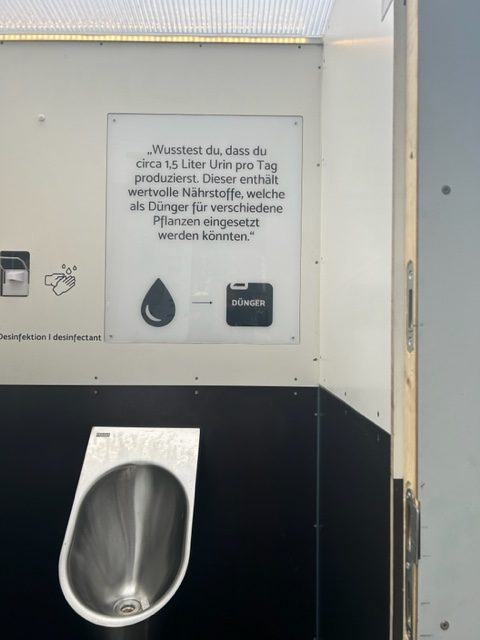 „Wusstest du, dass du
circa 1,5 Liter Urin pro Tag
produzierst. Dieser enthält
wertvolle Nährstoffe, welche
als Dünger für verschiedene
Pflanzen eingesetzt
werden könnten.“
DÜNGER
Desinfektion I desinfectant